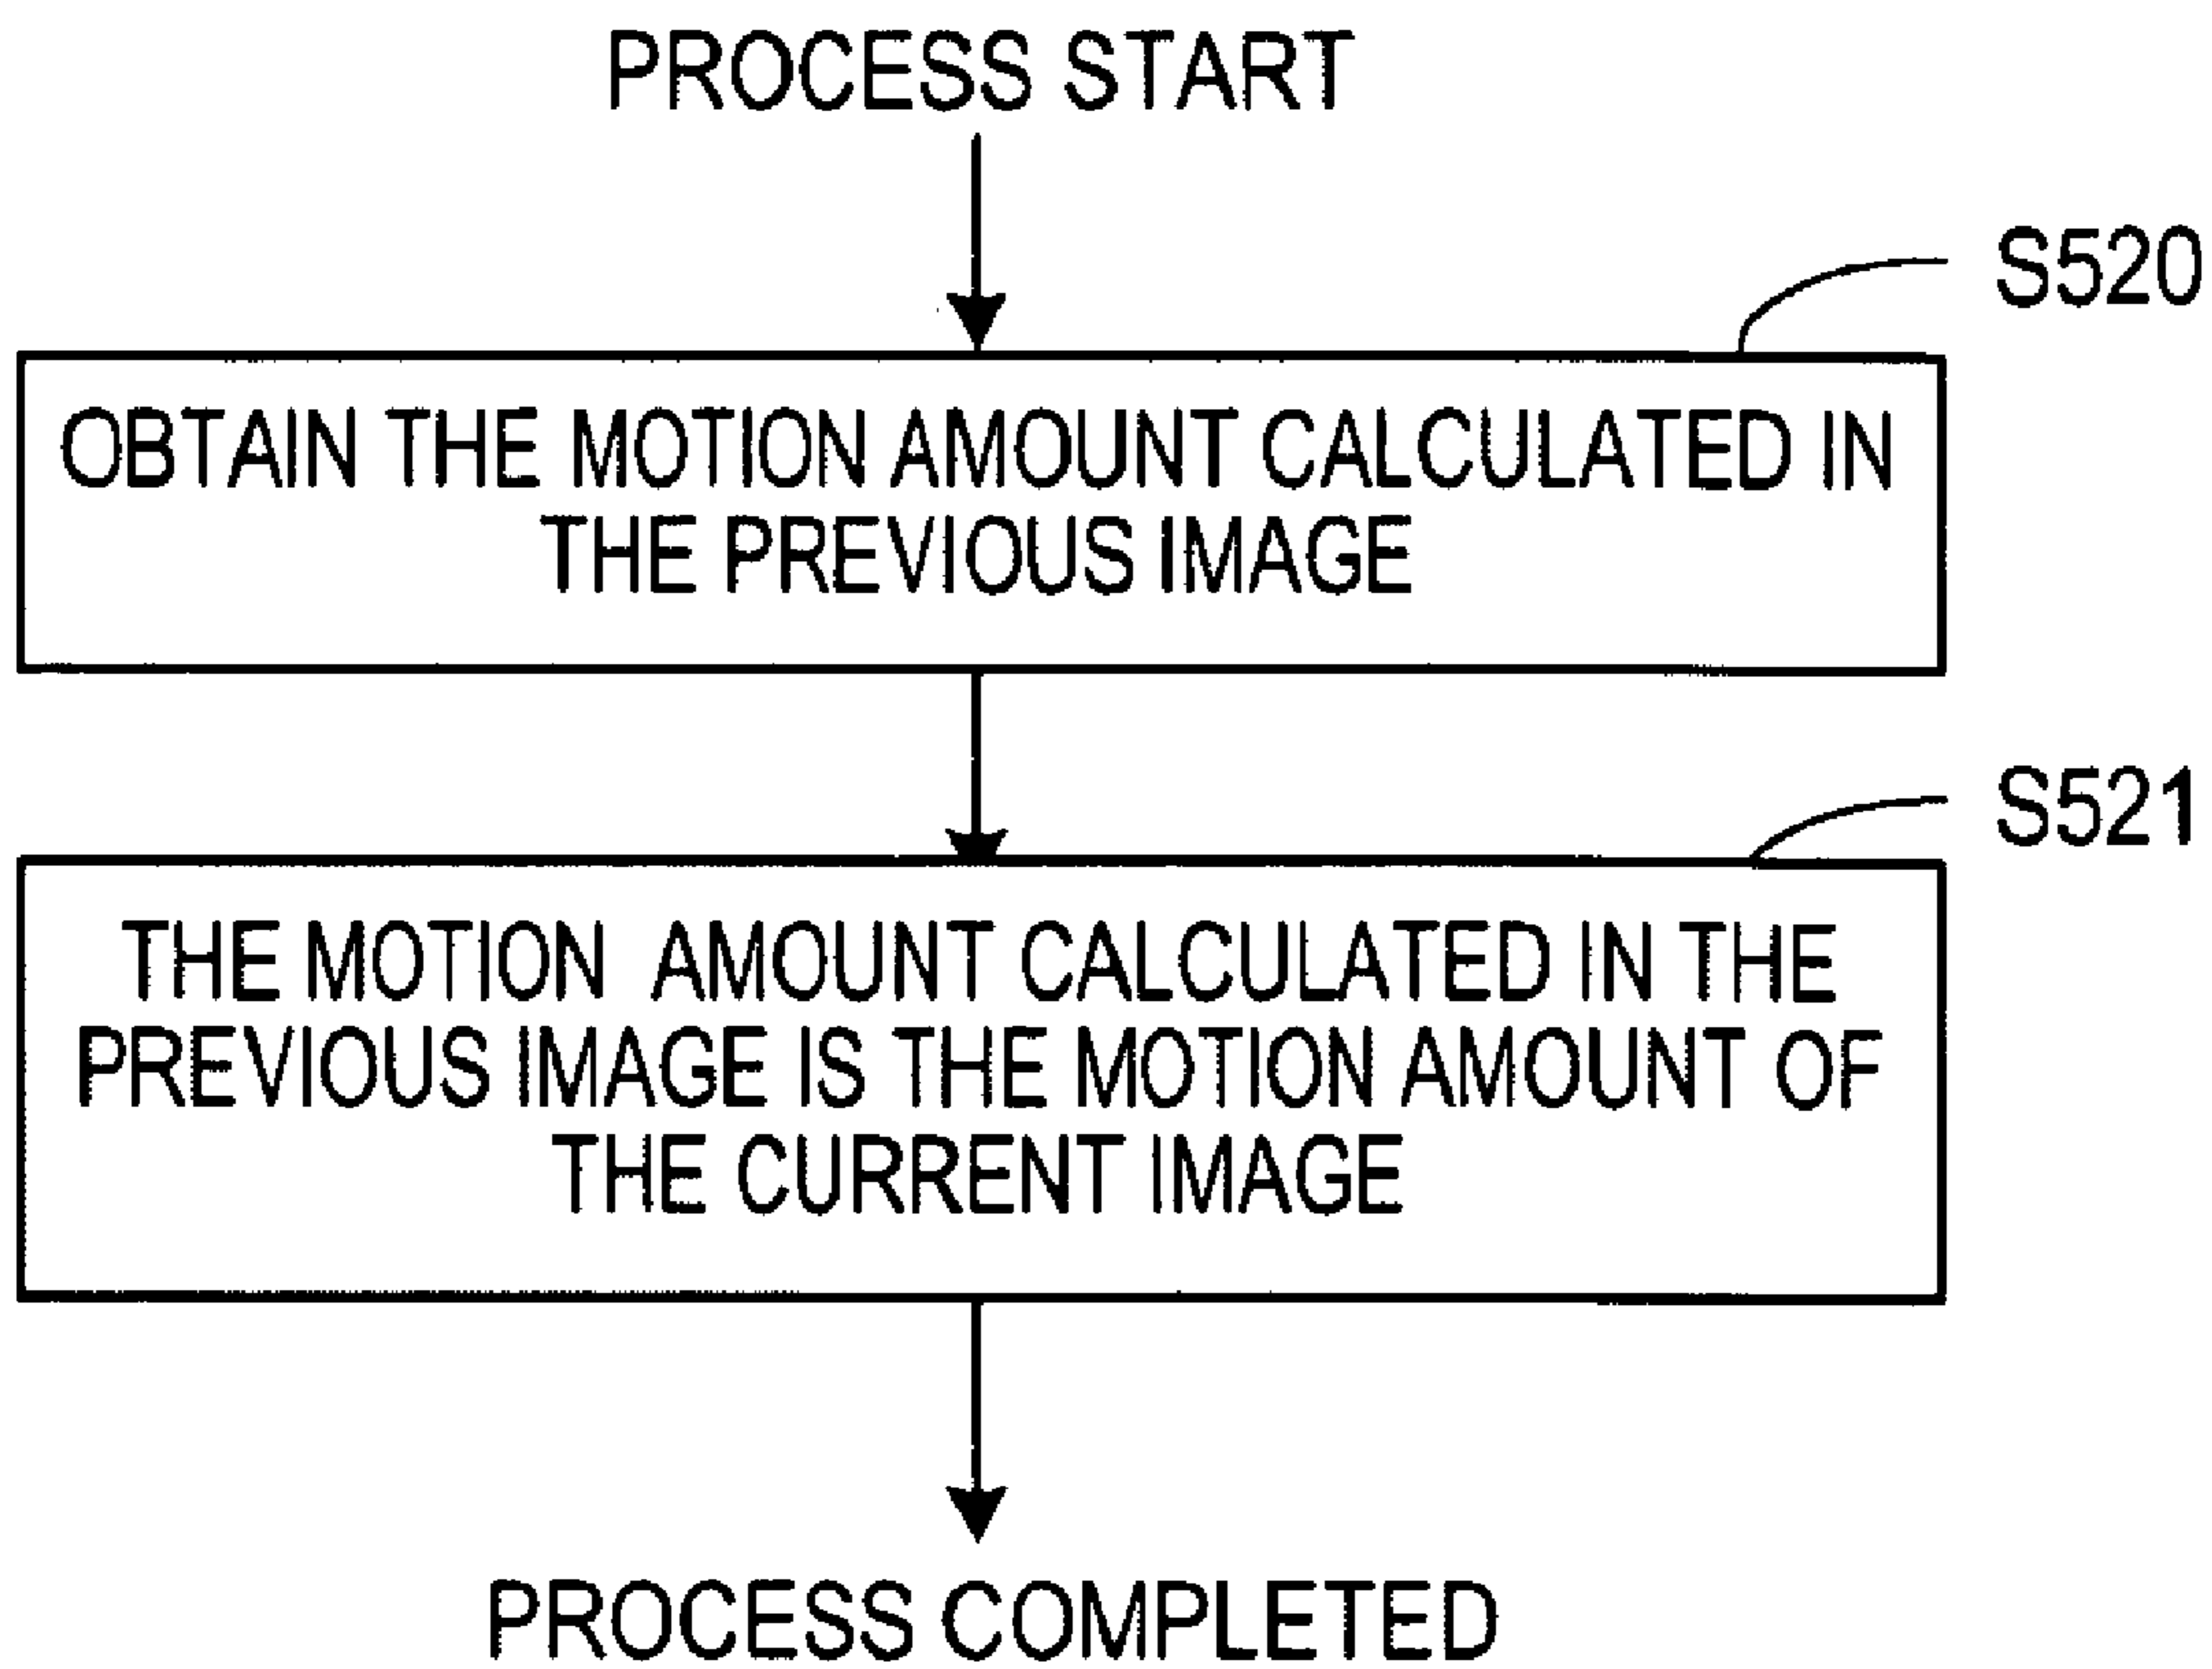 PROCESS START
S520
OBTAIN THE MOTION AMOUNT CALCULATED IN
THE PREVIOUS IMAGE
S521
THE MOTION AMOUNT CALCULATED IN THE
PREVIOUS IMAGE IS THE MOTION AMOUNT OF
THE CURRENT IMAGE
PROCESS COMPLETED